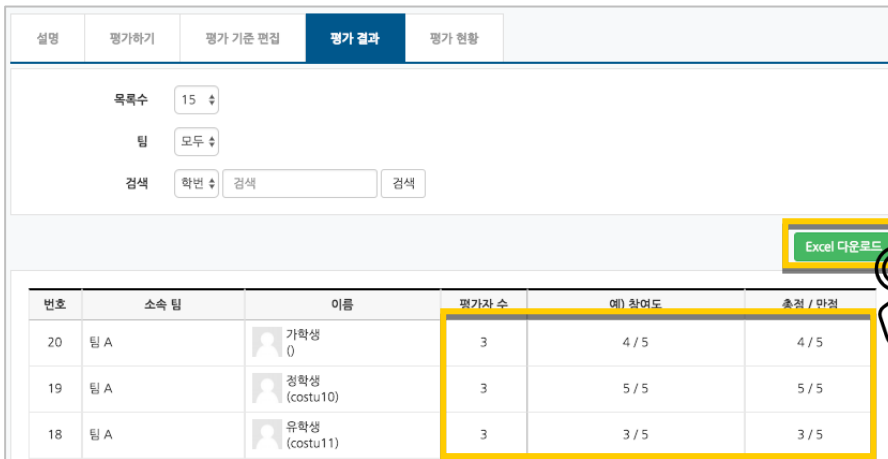 설명 평가하기 평가 기준 편집 평가 결과 평가 현황
목록수 15
팀 모두
검색 학번 검색 검색
Excel 다운로드
번호 소속 팀 이름 평가자 수 예) 참여도 총점 / 만점
20 팀 A 가학생 3 4 / 5 4 / 5
()
19 팀 A 정학생 3 5 / 5 5 / 5
(costu10)
18 팀 A 유학생 3 3 / 5 3 / 5
(costu11)